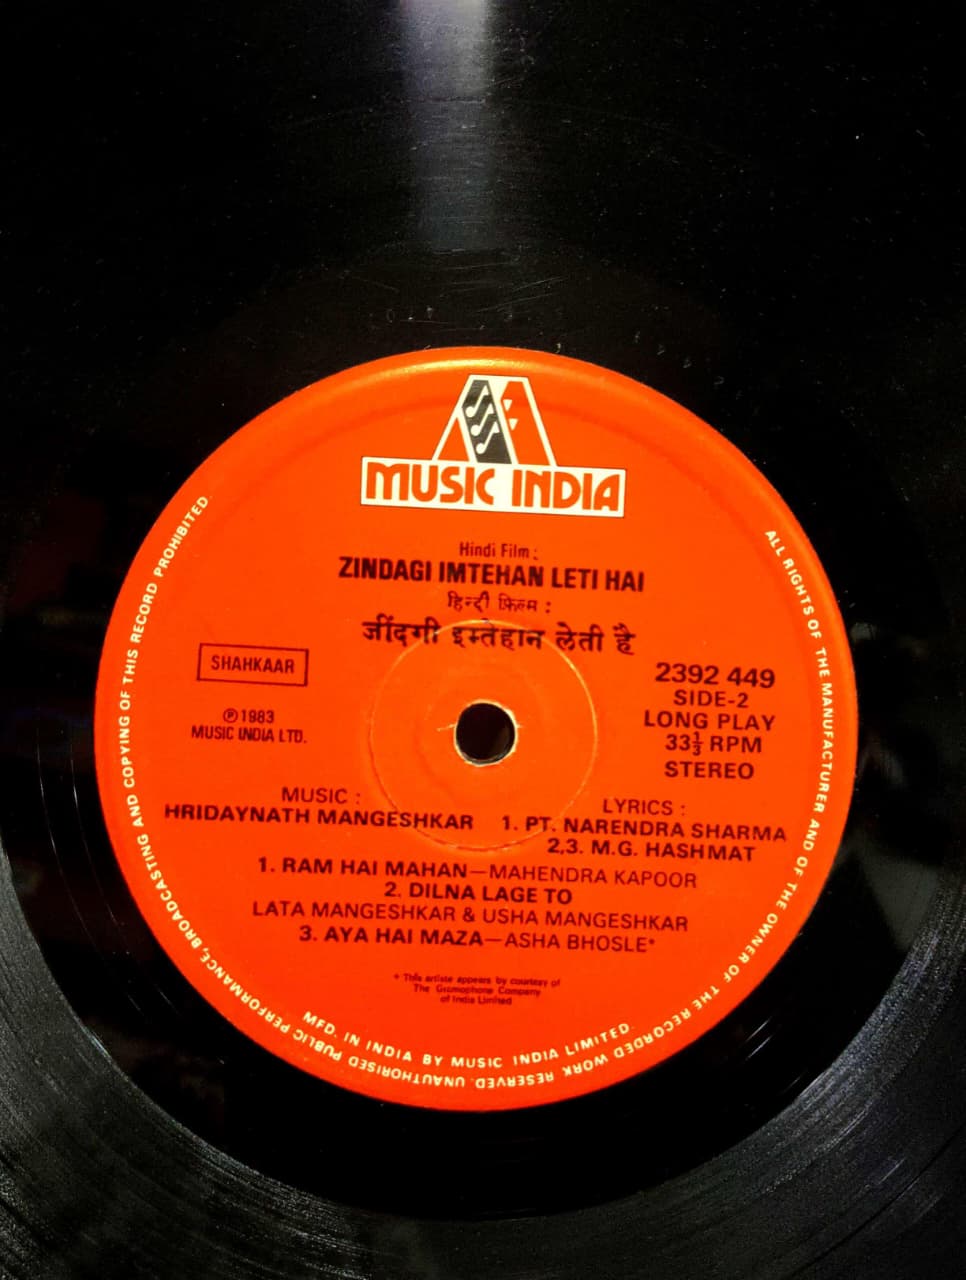 MUSIC INDIA
Hindi Film :
ZINDAGI IMTEHAN LETI HAI
हिन्दी फ़िल्म :
जींदगी इम्तेहान लेती है
SHAHKAAR
℗ 1983
MUSIC INDIA LTD.
2392 449
SIDE-2
LONG PLAY
33⅓ RPM
STEREO
MUSIC :
HRIDAYNATH MANGESHKAR
LYRICS :
1. PT. NARENDRA SHARMA
2,3. M.G. HASHMAT
1. RAM HAI MAHAN—MAHENDRA KAPOOR
2. DILNA LAGE TO
LATA MANGESHKAR & USHA MANGESHKAR
3. AYA HAI MAZA—ASHA BHOSLE*
* This artiste appears by courtesy of
The Gramophone Company
of India Limited
MFD. IN INDIA BY MUSIC INDIA LIMITED.
ALL RIGHTS OF THE MANUFACTURER AND OF THE OWNER OF THE RECORDED WORK RESERVED. UNAUTHORISED PUBLIC PERFORMANCE, BROADCASTING AND COPYING OF THIS RECORD PROHIBITED.